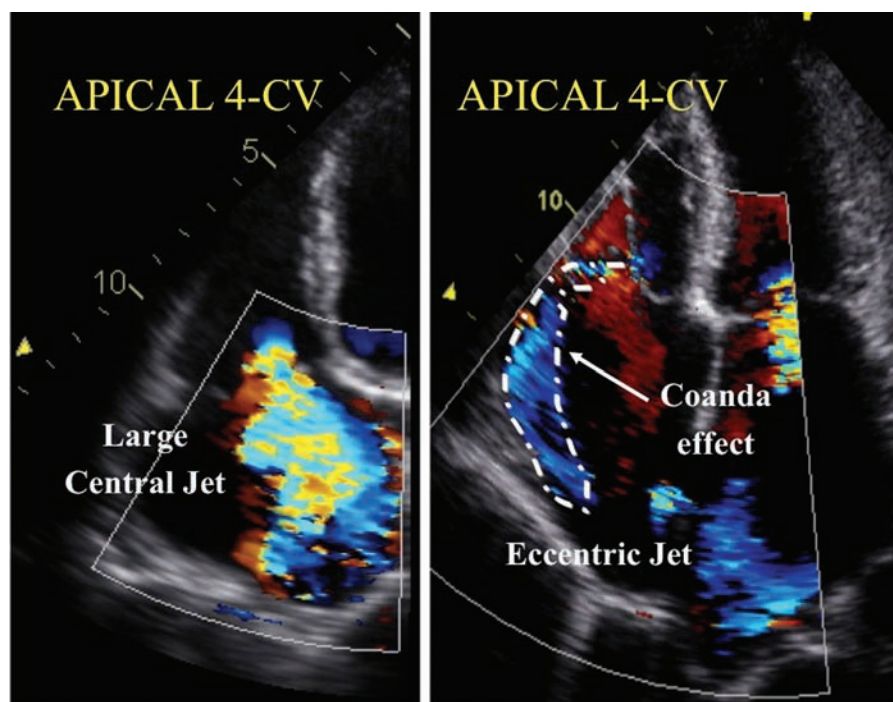 APICAL 4-CV
5
10
Large
Central Jet
APICAL 4-CV
10
Coanda
effect
Eccentric Jet